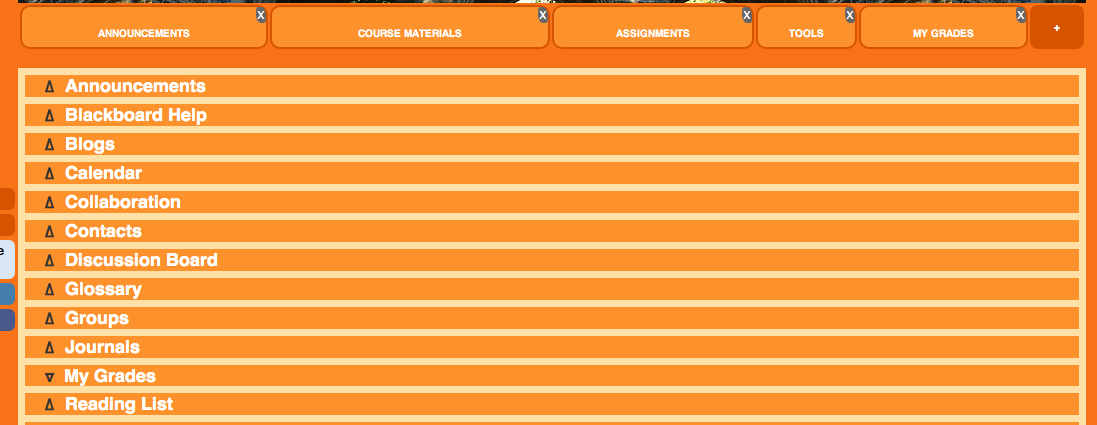 ANNOUNCEMENTS X COURSE MATERIALS X ASSIGNMENTS X TOOLS X MY GRADES X +
Announcements
Blackboard Help
Blogs
Calendar
Collaboration
Contacts
e
Discussion Board
Glossary
Groups
Journals
My Grades
Reading List